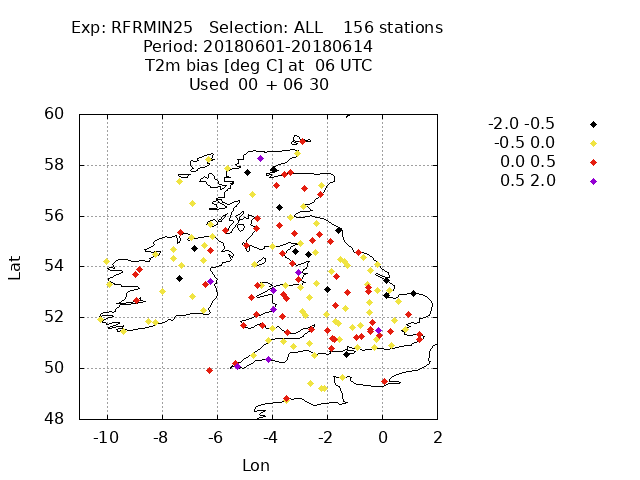 Exp: RFRMIN25 Selection: ALL 156 stations
Period: 20180601-20180614
T2m bias [deg C] at 06 UTC
Used 00 + 06 30
-2.0 -0.5
-0.5 0.0
0.0 0.5
0.5 2.0
60
58
56
54
52
50
48
Lat
-10 -8 -6 -4 -2 0 2
Lon